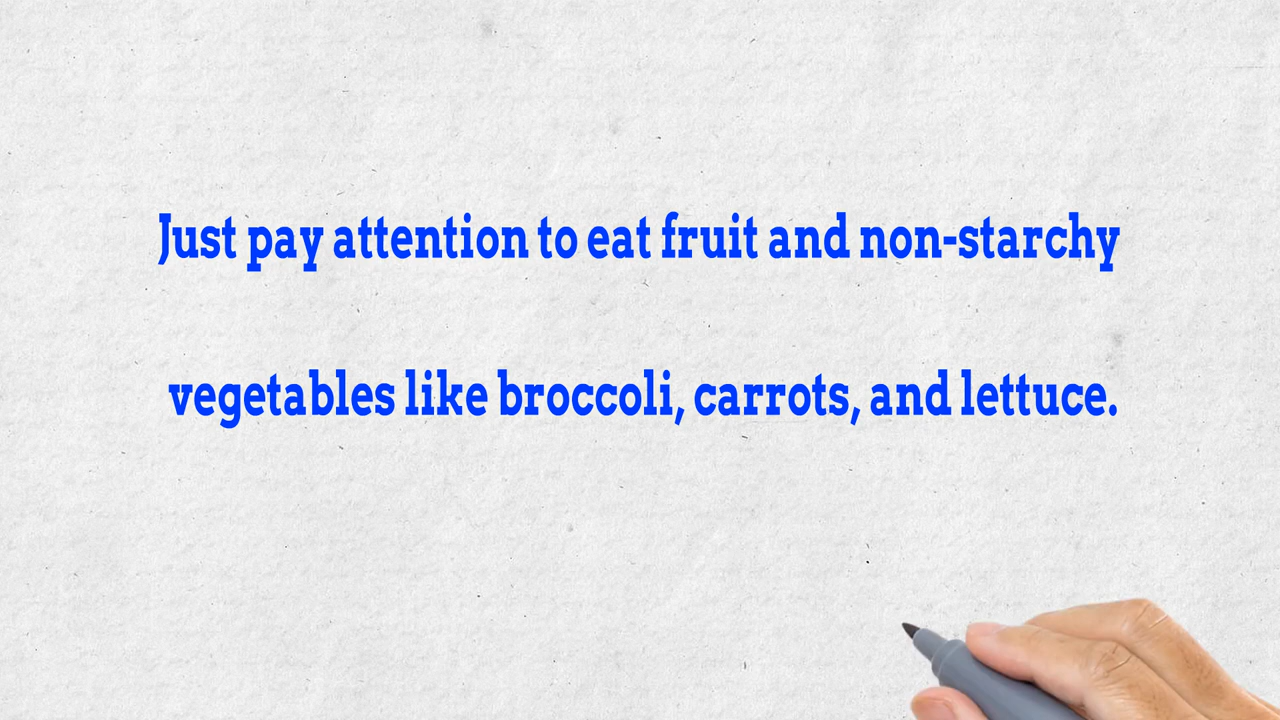 Just pay attention to eat fruit and non-starchy
vegetables like broccoli, carrots, and lettuce.